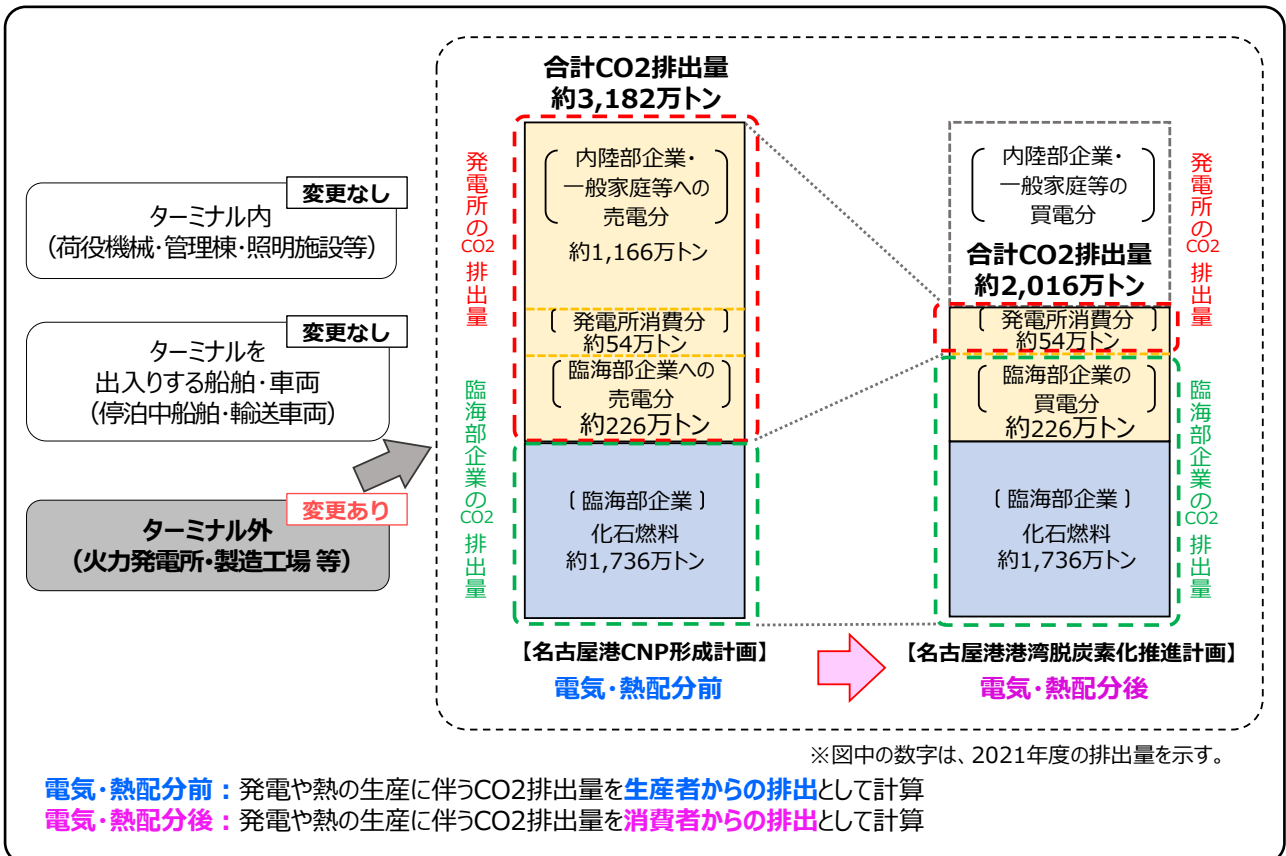 変更なし
ターミナル内
（荷役機械・管理棟・照明施設等）
変更なし
ターミナルを
出入りする船舶・車両
（停泊中船舶・輸送車両）
変更あり
ターミナル外
（火力発電所・製造工場 等）
合計CO2排出量
約3,182万トン
発電所のCO2排出量
内陸部企業・
一般家庭等への
売電分
約1,166万トン
発電所消費分
約54万トン
臨海部企業への
売電分
約226万トン
臨海部企業のCO2排出量
〔臨海部企業〕
化石燃料
約1,736万トン
【名古屋港CNP形成計画】
電気・熱配分前
内陸部企業・
一般家庭等の
買電分
合計CO2排出量
約2,016万トン
発電所のCO2排出量
発電所消費分
約54万トン
臨海部企業の
買電分
約226万トン
〔臨海部企業〕
化石燃料
約1,736万トン
臨海部企業のCO2排出量
【名古屋港港湾脱炭素化推進計画】
電気・熱配分後
※図中の数字は、2021年度の排出量を示す。
電気・熱配分前：発電や熱の生産に伴うCO2排出量を生産者からの排出として計算
電気・熱配分後：発電や熱の生産に伴うCO2排出量を消費者からの排出として計算